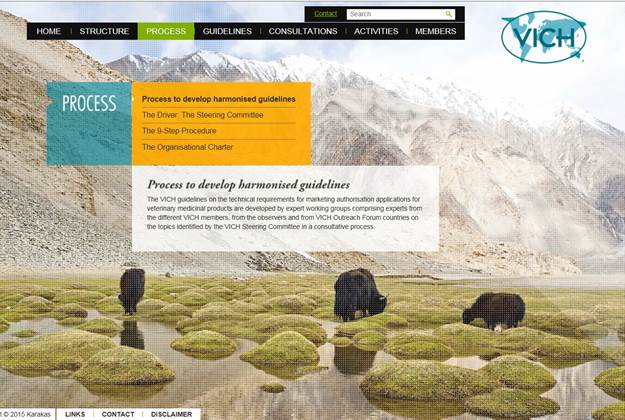 Contact
Search
HOME STRUCTURE PROCESS GUIDELINES CONSULTATIONS ACTIVITIES MEMBERS
VICH
PROCESS
Process to develop harmonised guidelines
The Driver: The Steering Committee
The 9-Step Procedure
The Organisational Charter
Process to develop harmonised guidelines
The VICH guidelines on the technical requirements for marketing authorisation applications for
veterinary medicinal products are developed by expert working groups comprising experts from
the different VICH members, from the observers and from VICH Outreach Forum countries on
the topics identified by the VICH Steering Committee in a consultative process.
© 2015 Karakas LINKS CONTACT DISCLAIMER